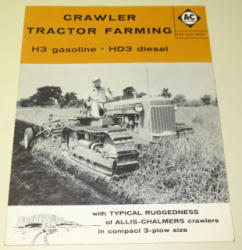 CRAWLER
TRACTOR FARMING
A-C
H3 gasoline · HD3 diesel
with TYPICAL RUGGEDNESS
of ALLIS-CHALMERS crawlers
in compact 3-plow size